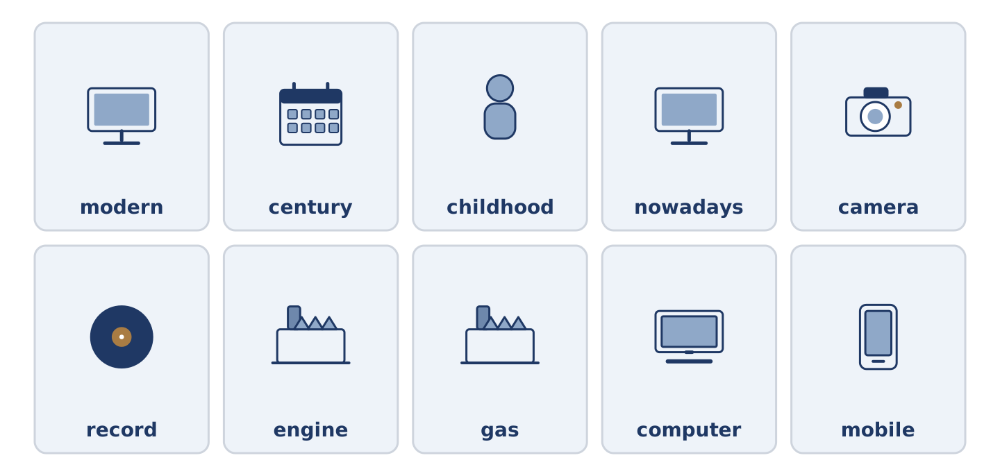 modern
century
childhood
nowadays
camera
record
engine
gas
computer
mobile